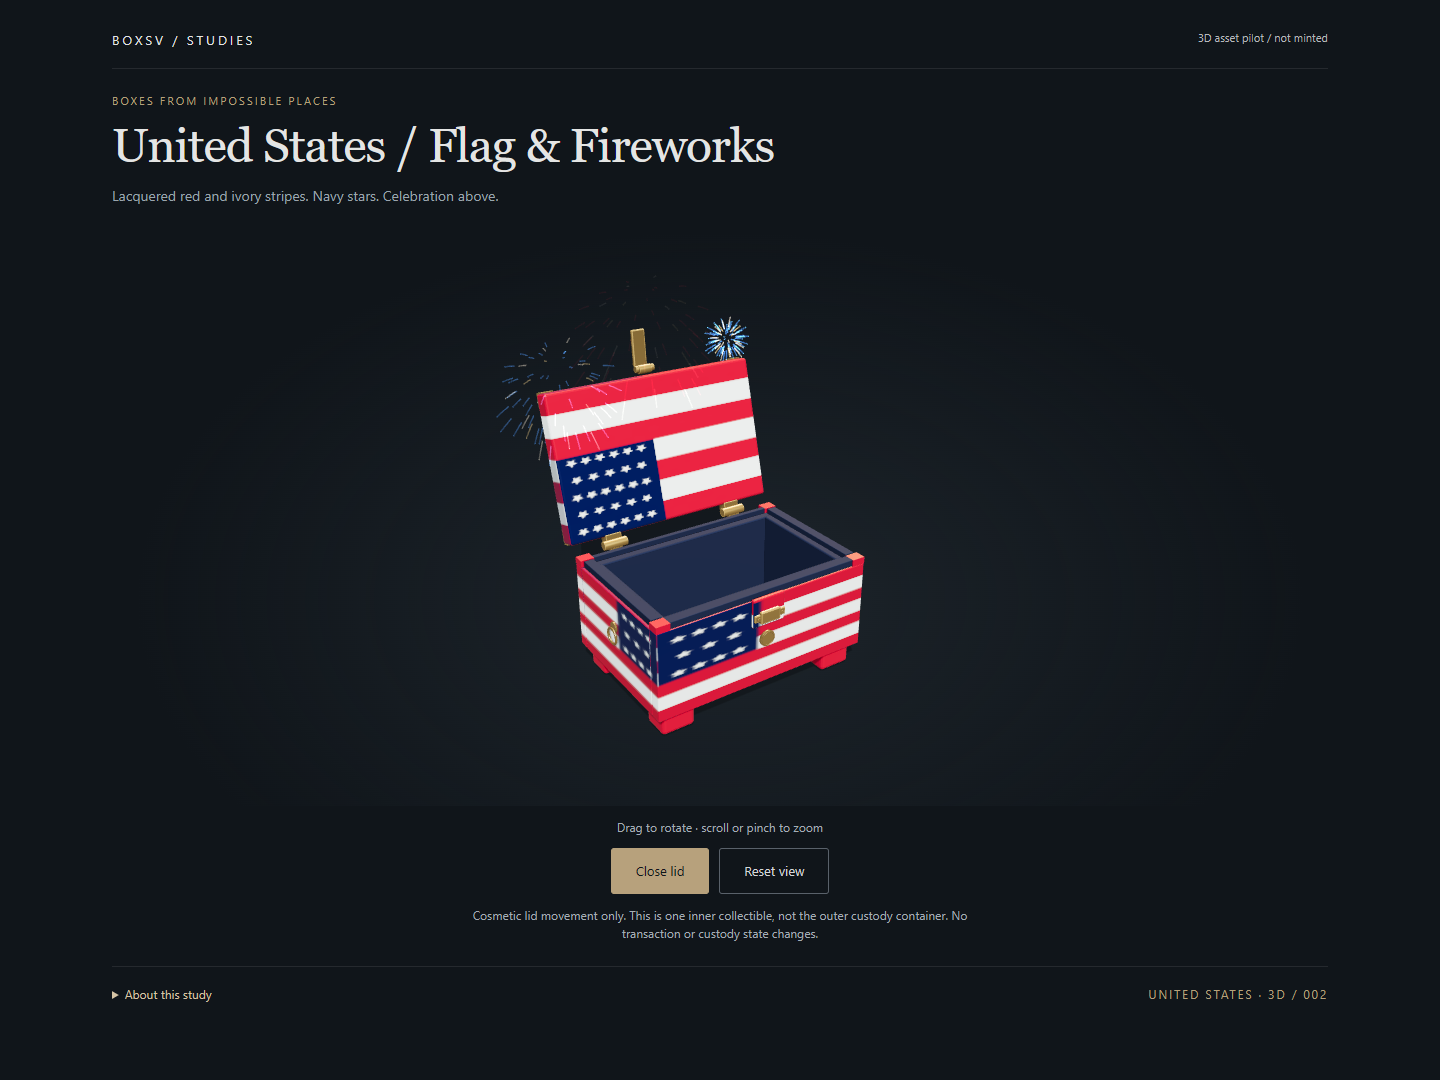 BOXSV / STUDIES
3D asset pilot / not minted
BOXES FROM IMPOSSIBLE PLACES
United States / Flag & Fireworks
Lacquered red and ivory stripes. Navy stars. Celebration above.
Drag to rotate · scroll or pinch to zoom
Close lid
Reset view
Cosmetic lid movement only. This is one inner collectible, not the outer custody container. No
transaction or custody state changes.
About this study
UNITED STATES · 3D / 002